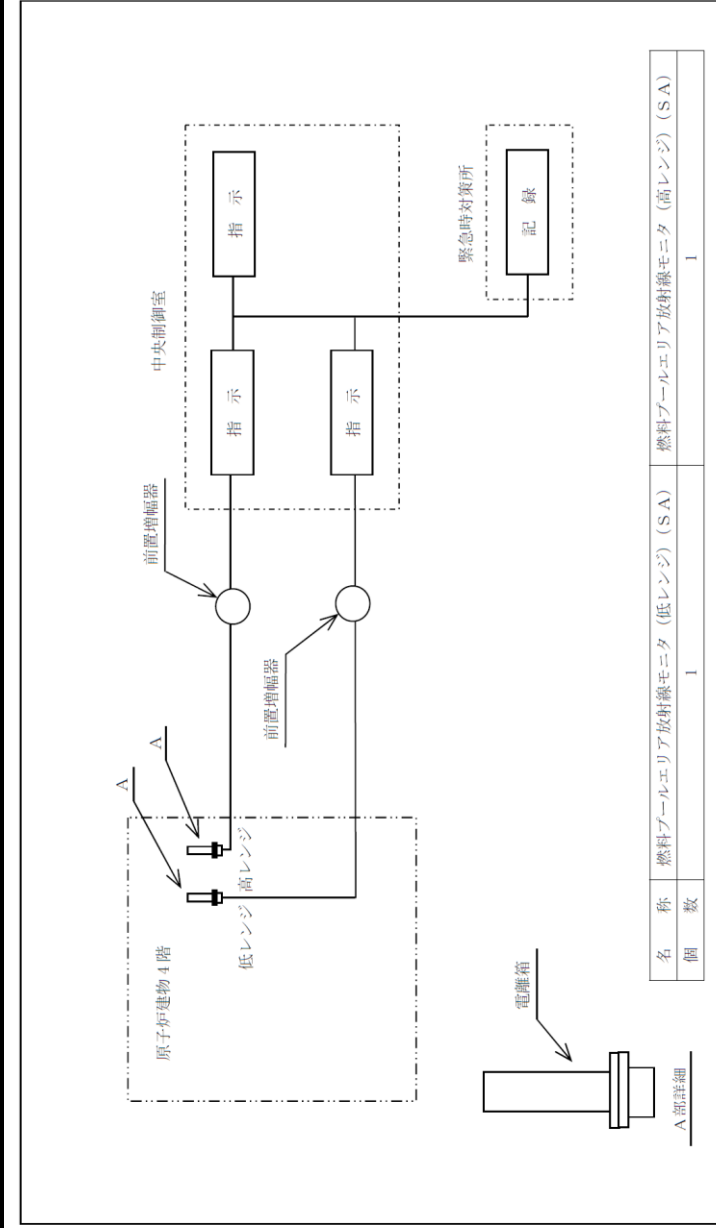 中央制御室
指　示
指　示
指　示
緊急時対策所
記　録
前置増幅器
前置増幅器
A
A
原子炉建物4階
低レンジ
高レンジ
電離箱
A部詳細
名　称　燃料プールエリア放射線モニタ（低レンジ）（ＳＡ）　燃料プールエリア放射線モニタ（高レンジ）（ＳＡ）
個　数　1　1